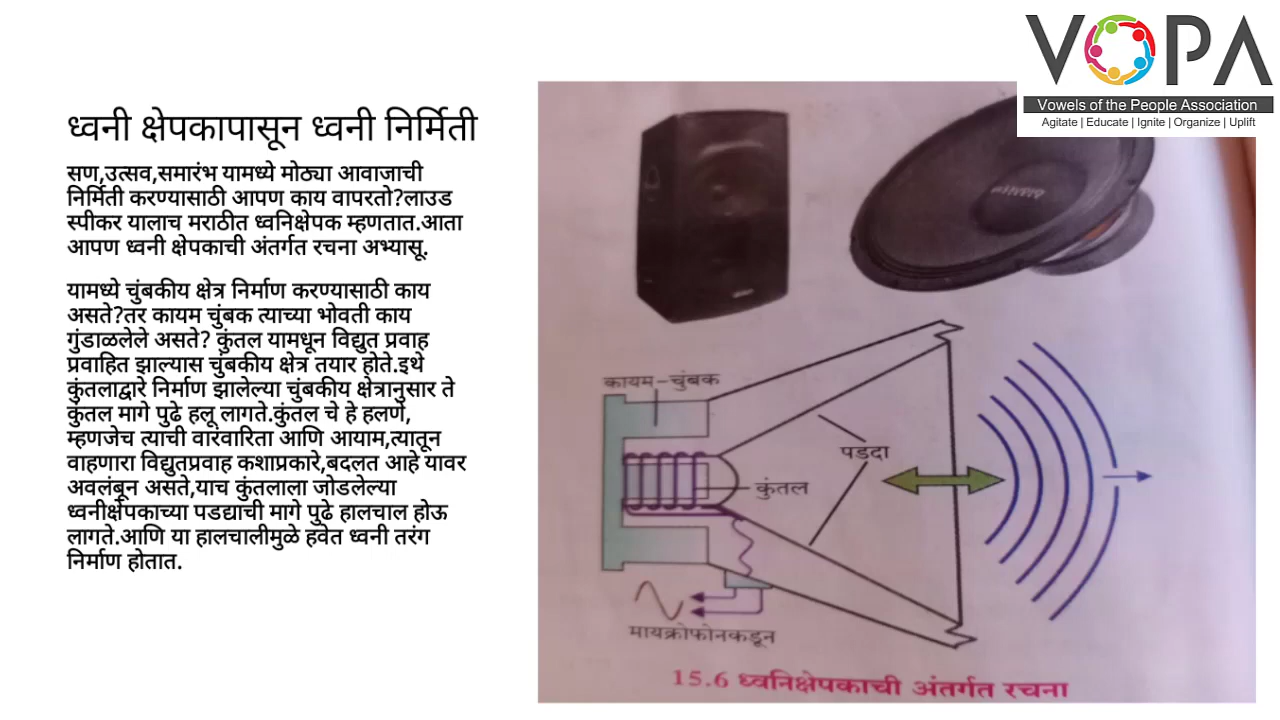 VOPA
Vowels of the People Association
Agitate | Educate | Ignite | Organize | Uplift
ध्वनी क्षेपकापासून ध्वनी निर्मिती
सण,उत्सव,समारंभ यामध्ये मोठ्या आवाजाची
निर्मिती करण्यासाठी आपण काय वापरतो?लाउड
स्पीकर यालाच मराठीत ध्वनिक्षेपक म्हणतात.आता
आपण ध्वनी क्षेपकाची अंतर्गत रचना अभ्यासू.
यामध्ये चुंबकीय क्षेत्र निर्माण करण्यासाठी काय
असते?तर कायम चुंबक त्याच्या भोवती काय
गुंडाळलेले असते? कुंतल यामधून विद्युत प्रवाह
प्रवाहित झाल्यास चुंबकीय क्षेत्र तयार होते.इथे
कुंतलाद्वारे निर्माण झालेल्या चुंबकीय क्षेत्रानुसार ते
कुंतल मागे पुढे हलू लागते.कुंतल चे हे हलणे,
म्हणजेच त्याची वारंवारिता आणि आयाम,त्यातून
वाहणारा विद्युतप्रवाह कशाप्रकारे,बदलत आहे यावर
अवलंबून असते,याच कुंतलाला जोडलेल्या
ध्वनीक्षेपकाच्या पडद्याची मागे पुढे हालचाल होऊ
लागते.आणि या हालचालीमुळे हवेत ध्वनी तरंग
निर्माण होतात.
कायम-चुंबक
पडदा
कुंतल
मायक्रोफोनकडून
15.6 ध्वनिक्षेपकाची अंतर्गत रचना